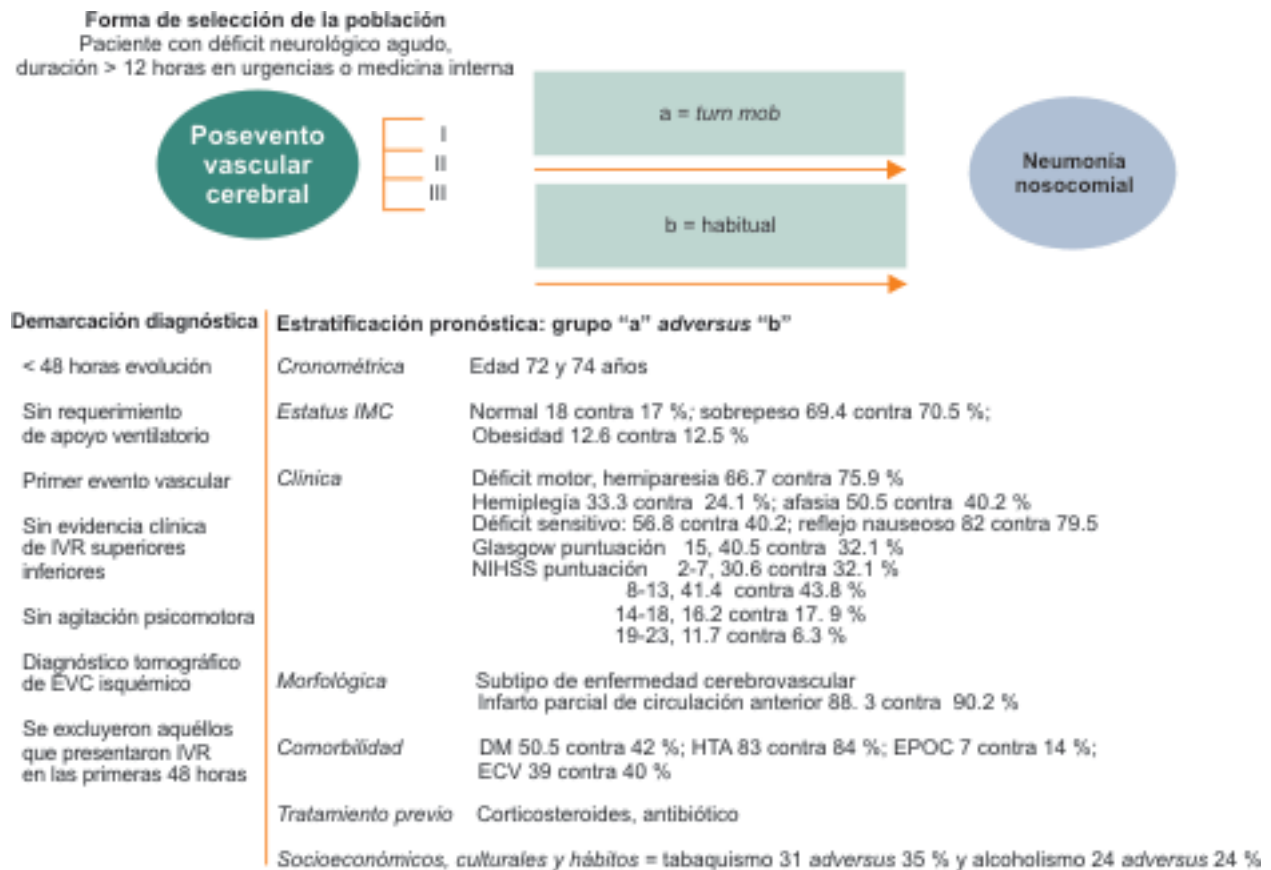 Forma de selección de la población
Paciente con déficit neurológico agudo,
duración > 12 horas en urgencias o medicina interna
Posevento
vascular
cerebral
I
II
III
a = turn mob
b = habitual
Neumonía
nosocomial
Demarcación diagnóstica
< 48 horas evolución
Sin requerimiento
de apoyo ventilatorio
Primer evento vascular
Sin evidencia clínica
de IVR superiores
inferiores
Sin agitación psicomotora
Diagnóstico tomográfico
de EVC isquémico
Se excluyeron aquéllos
que presentaron IVR
en las primeras 48 horas
Estratificación pronóstica: grupo “a” adversus “b”
Cronométrica Edad 72 y 74 años
Estatus IMC Normal 18 contra 17 %; sobrepeso 69.4 contra 70.5 %;
Obesidad 12.6 contra 12.5 %
Clínica Déficit motor, hemiparesia 66.7 contra 75.9 %
Hemiplegía 33.3 contra 24.1 %; afasia 50.5 contra 40.2 %
Déficit sensitivo: 56.8 contra 40.2; reflejo nauseoso 82 contra 79.5
Glasgow puntuación 15, 40.5 contra 32.1 %
NIHSS puntuación 2-7, 30.6 contra 32.1 %
8-13, 41.4 contra 43.8 %
14-18, 16.2 contra 17. 9 %
19-23, 11.7 contra 6.3 %
Morfológica Subtipo de enfermedad cerebrovascular
Infarto parcial de circulación anterior 88. 3 contra 90.2 %
Comorbilidad DM 50.5 contra 42 %; HTA 83 contra 84 %; EPOC 7 contra 14 %;
ECV 39 contra 40 %
Tratamiento previo Corticosteroides, antibiótico
Socioeconómicos, culturales y hábitos = tabaquismo 31 adversus 35 % y alcoholismo 24 adversus 24 %